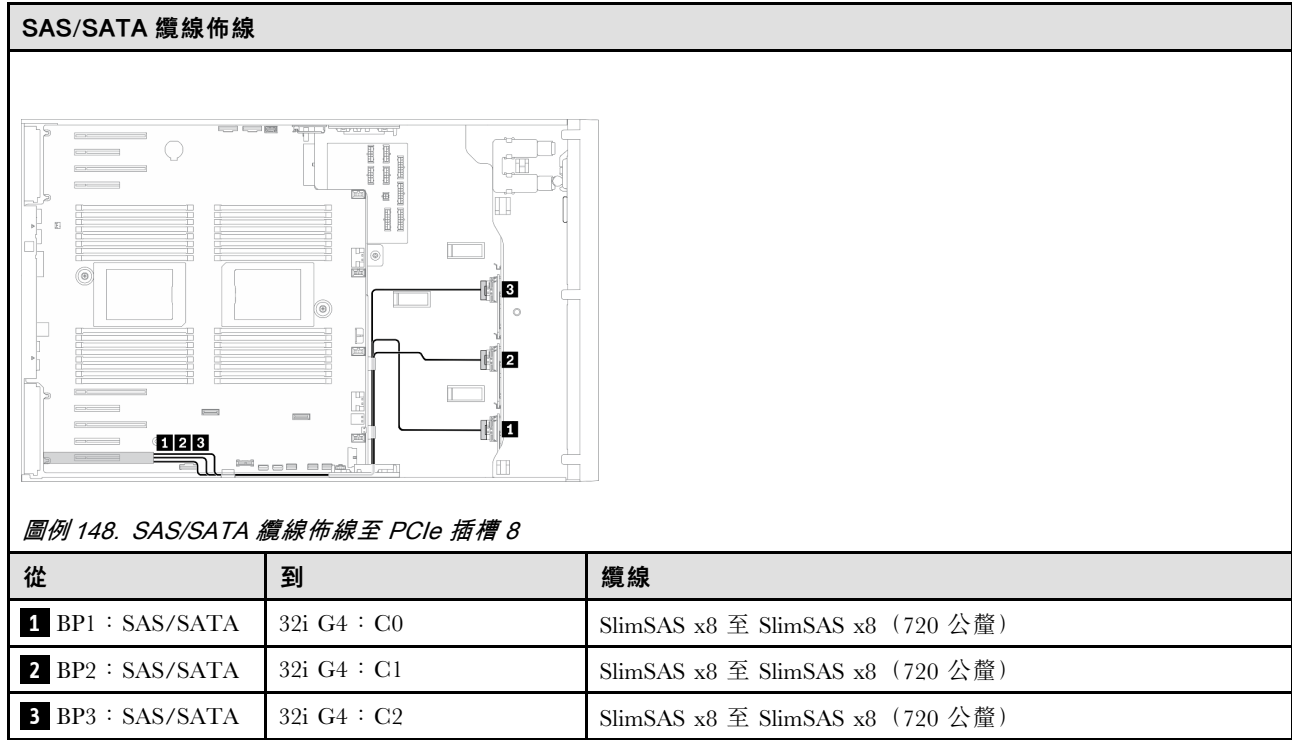 SAS/SATA 纜線佈線
3
2
1
1 2 3
圖例 148. SAS/SATA 纜線佈線至 PCIe 插槽 8
從 到 纜線
1 BP1：SAS/SATA 32i G4：C0 SlimSAS x8 至 SlimSAS x8（720 公釐）
2 BP2：SAS/SATA 32i G4：C1 SlimSAS x8 至 SlimSAS x8（720 公釐）
3 BP3：SAS/SATA 32i G4：C2 SlimSAS x8 至 SlimSAS x8（720 公釐）